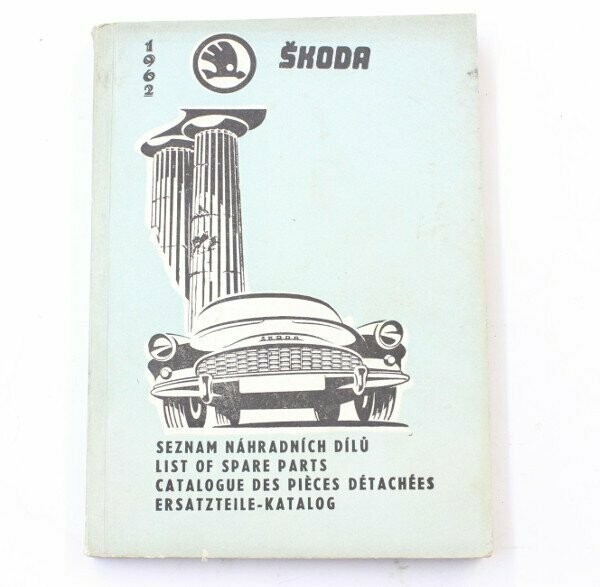 1962
ŠKODA
ŠKODA
SEZNAM NÁHRADNÍCH DÍLŮ
LIST OF SPARE PARTS
CATALOGUE DES PIÈCES DÉTACHÉES
ERSATZTEILE-KATALOG